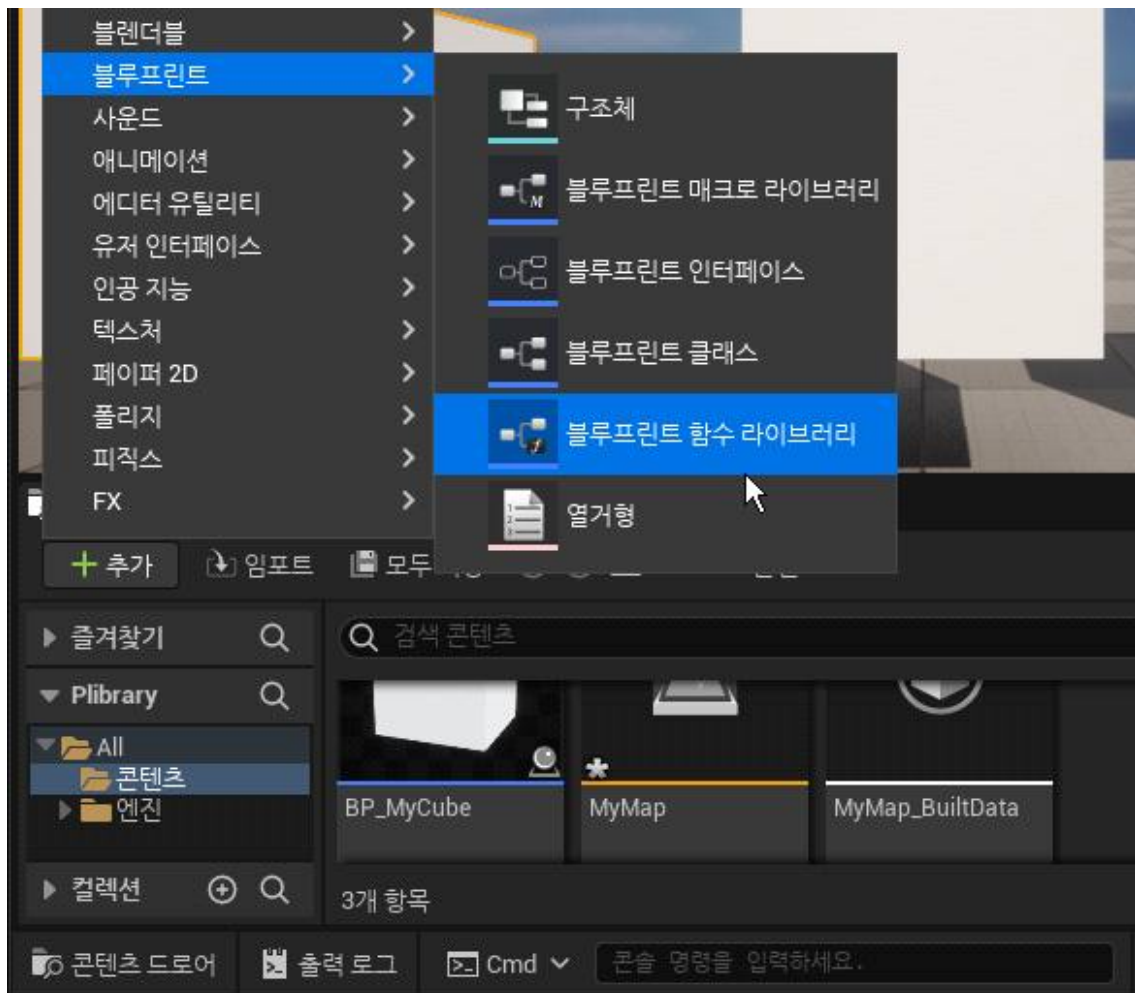 블렌더블
블루프린트
사운드
애니메이션
에디터 유틸리티
유저 인터페이스
인공 지능
텍스처
페이퍼 2D
폴리지
피직스
FX
구조체
블루프린트 매크로 라이브러리
블루프린트 인터페이스
블루프린트 클래스
블루프린트 함수 라이브러리
열거형
추가
임포트
모두
즐겨찾기
검색 콘텐츠
Plibrary
All
콘텐츠
엔진
컬렉션
BP_MyCube
MyMap
MyMap_BuiltData
3개 항목
콘텐츠 드로어
출력 로그
Cmd
콘솔 명령을 입력하세요.